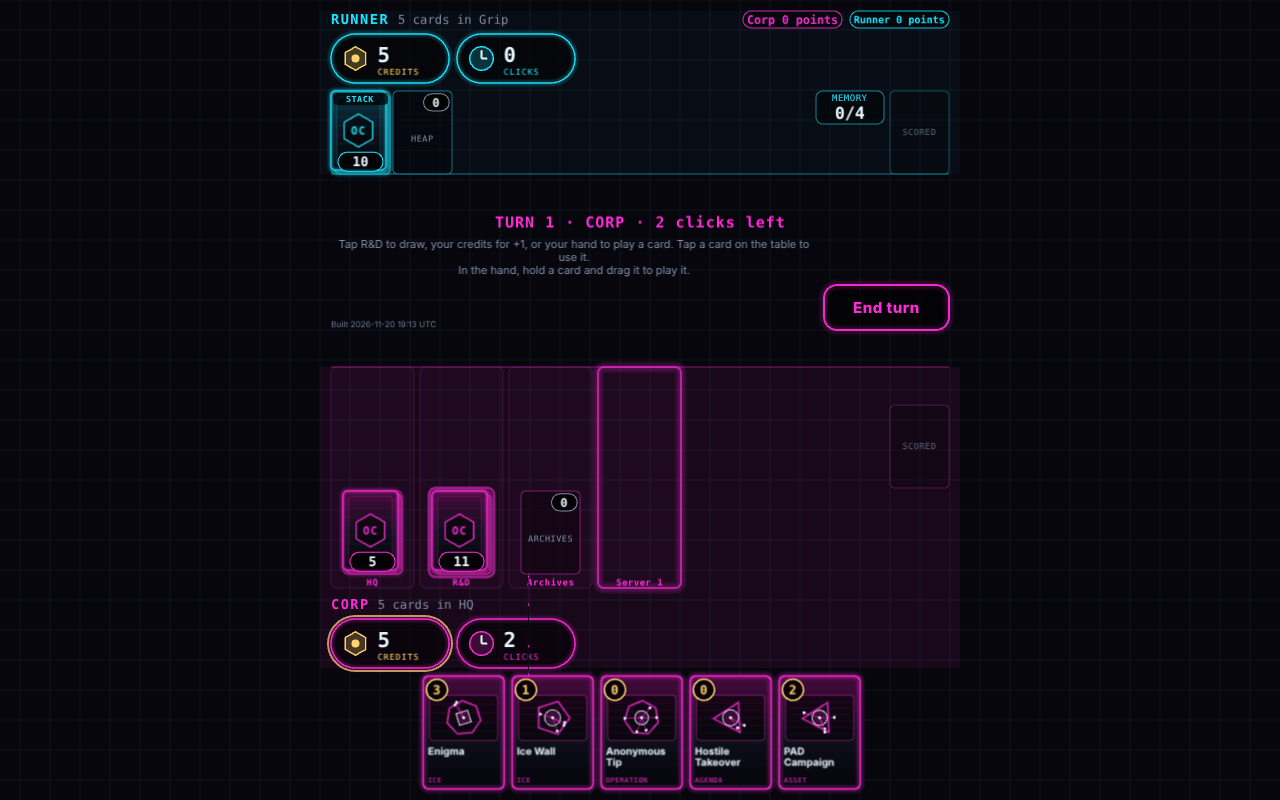 RUNNER 5 cards in Grip
Corp 0 points
Runner 0 points
5
CREDITS
0
CLICKS
STACK
OC
10
0
HEAP
MEMORY
0/4
SCORED
TURN 1 · CORP · 2 clicks left
Tap R&D to draw, your credits for +1, or your hand to play a card. Tap a card on the table to
use it.
In the hand, hold a card and drag it to play it.
End turn
Built 2026-11-20 19:13 UTC
SCORED
OC
5
HQ
OC
11
R&D
0
ARCHIVES
Archives
Server 1
CORP 5 cards in HQ
5
CREDITS
2
CLICKS
3
Enigma
ICE
1
Ice Wall
ICE
0
Anonymous
Tip
OPERATION
0
Hostile
Takeover
AGENDA
2
PAD
Campaign
ASSET